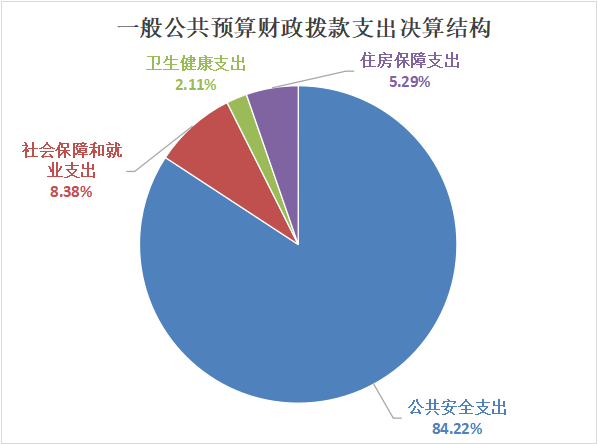 一般公共预算财政拨款支出决算结构
卫生健康支出
2.11%
住房保障支出
5.29%
社会保障和就
业支出
8.38%
公共安全支出
84.22%